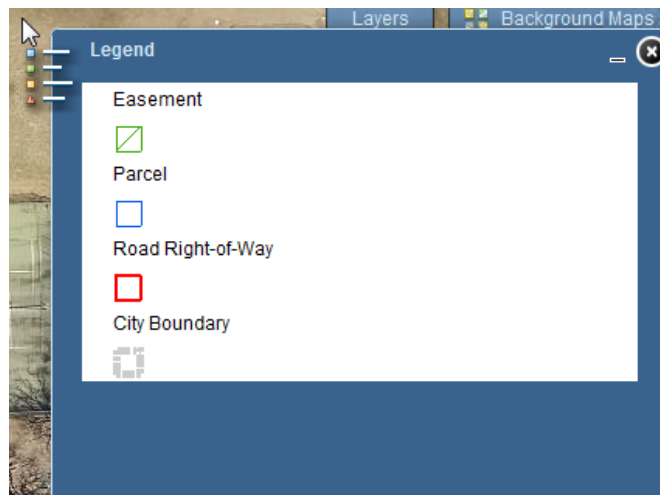 Layers
Background Maps
Legend
Easement
Parcel
Road Right-of-Way
City Boundary